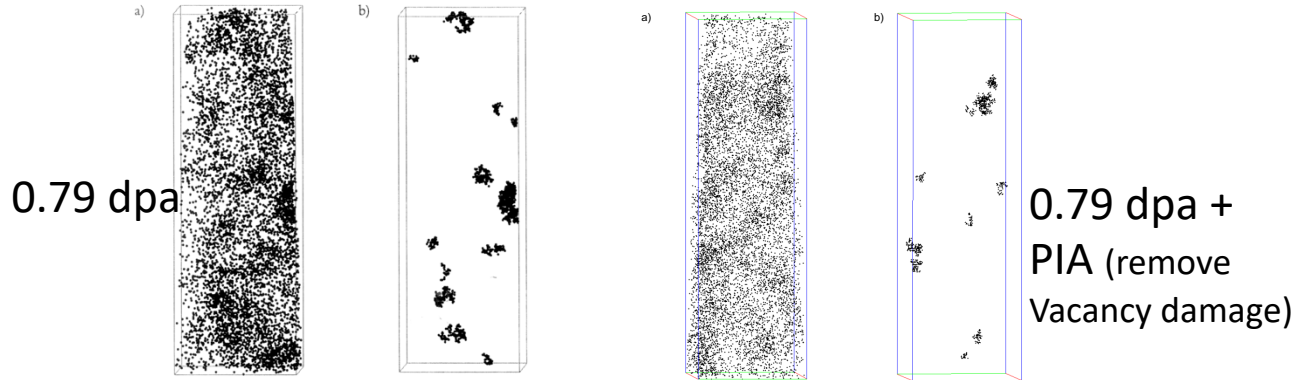 a)
b)
a)
b)
0.79 dpa
0.79 dpa +
PIA (remove
Vacancy damage)